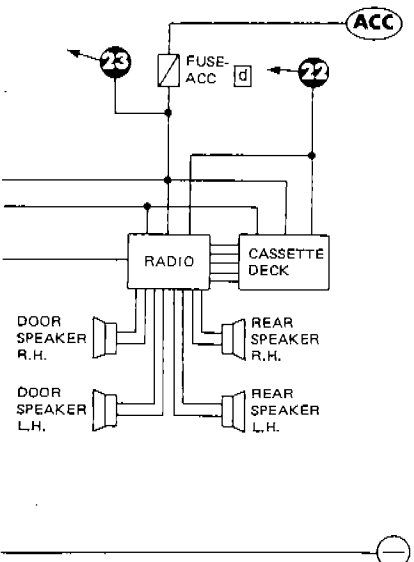 ACC
23
FUSE-
ACC d
22
RADIO
CASSETTE
DECK
DOOR
SPEAKER
R.H.
REAR
SPEAKER
R.H.
DOOR
SPEAKER
L.H.
REAR
SPEAKER
L.H.